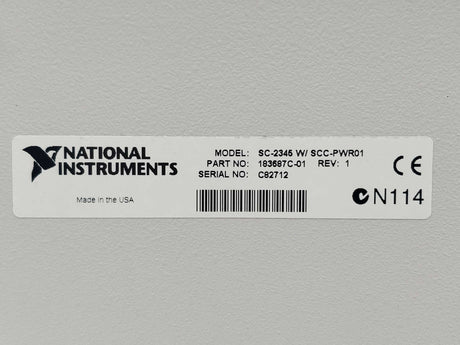 NATIONAL
INSTRUMENTS
Made in the USA
MODEL: SC-2345 W/ SCC-PWR01
PART NO: 183687C-01 REV: 1
SERIAL NO: C82712
CE
N114